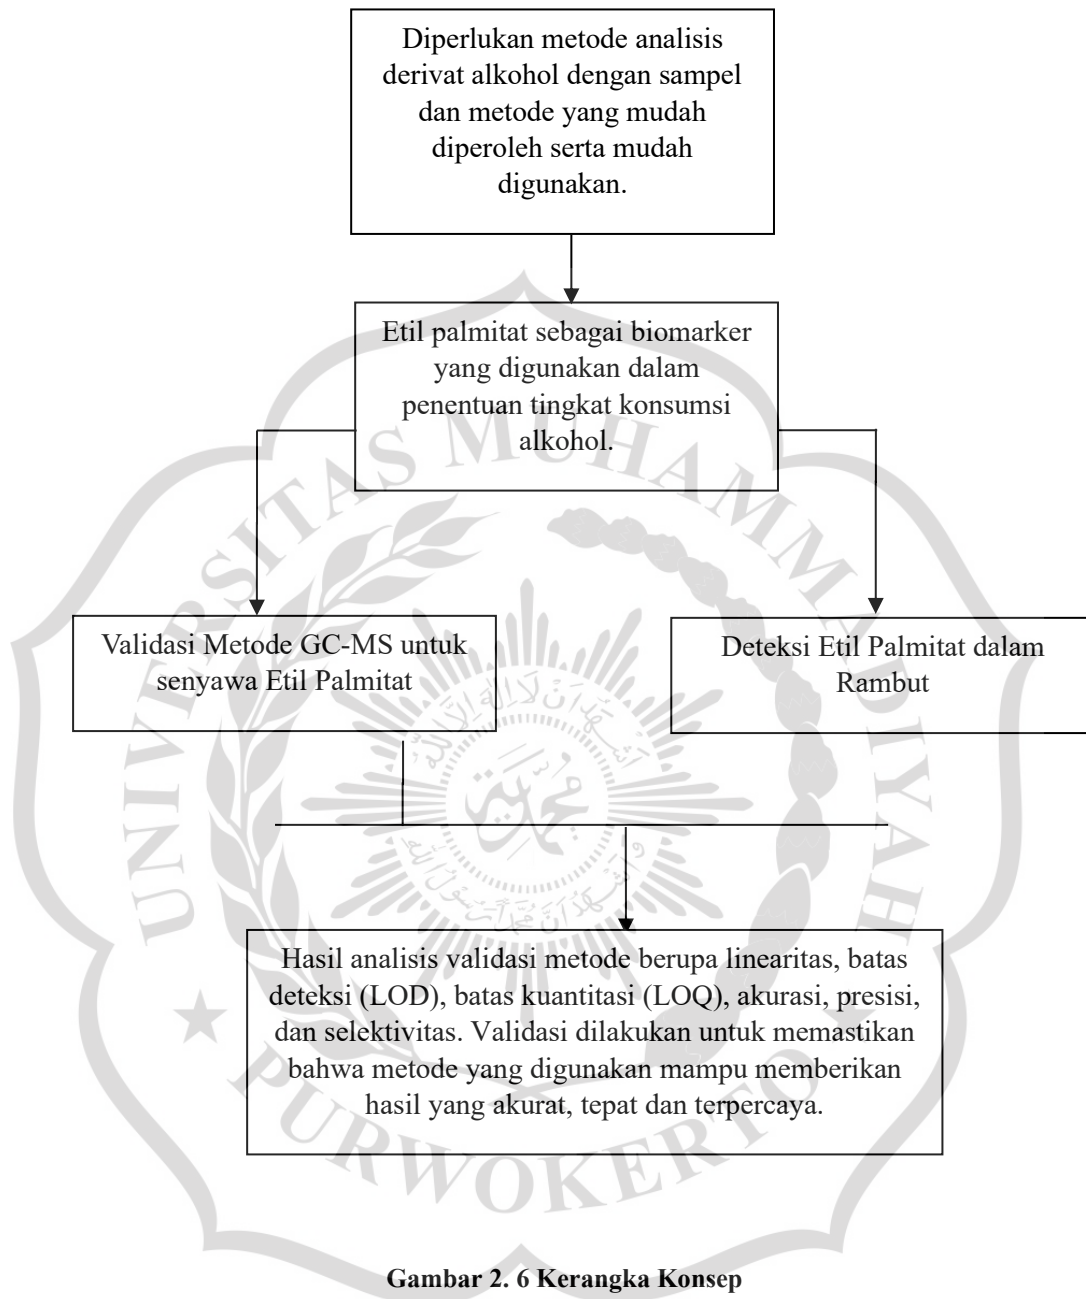 Diperlukan metode analisis
derivat alkohol dengan sampel
dan metode yang mudah
diperoleh serta mudah
digunakan.
Etil palmitat sebagai biomarker
yang digunakan dalam
penentuan tingkat konsumsi
alkohol.
Validasi Metode GC-MS untuk
senyawa Etil Palmitat
Deteksi Etil Palmitat dalam
Rambut
Hasil analisis validasi metode berupa linearitas, batas
deteksi (LOD), batas kuantitasi (LOQ), akurasi, presisi,
dan selektivitas. Validasi dilakukan untuk memastikan
bahwa metode yang digunakan mampu memberikan
hasil yang akurat, tepat dan terpercaya.
Gambar 2. 6 Kerangka Konsep
UNIVERSITAS MUHAMMADIYAH
PURWOKERTO